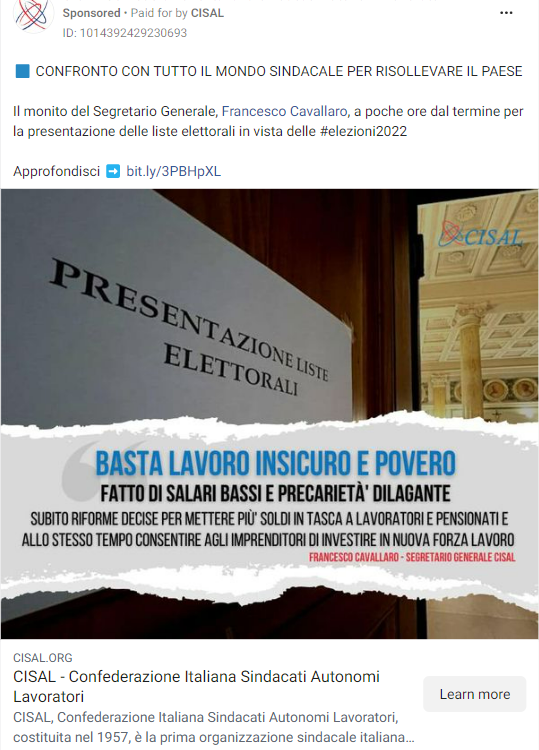 Sponsored • Paid for by CISAL
ID: 1014392429230693
CONFRONTO CON TUTTO IL MONDO SINDACALE PER RISOLLEVARE IL PAESE
Il monito del Segretario Generale, Francesco Cavallaro, a poche ore dal termine per
la presentazione delle liste elettorali in vista delle #elezioni2022
Approfondisci ➡️ bit.ly/3PBHpXL
CISAL
PRESENTAZIONE LISTE
ELETTORALI
BASTA LAVORO INSICURO E POVERO
FATTO DI SALARI BASSI E PRECARIETÀ' DILAGANTE
SUBITO RIFORME DECISE PER METTERE PIÙ' SOLDI IN TASCA A LAVORATORI E PENSIONATI E
ALLO STESSO TEMPO CONSENTIRE AGLI IMPRENDITORI DI INVESTIRE IN NUOVA FORZA LAVORO
FRANCESCO CAVALLARO - SEGRETARIO GENERALE CISAL
CISAL.ORG
CISAL - Confederazione Italiana Sindacati Autonomi
Lavoratori
Learn more
CISAL, Confederazione Italiana Sindacati Autonomi Lavoratori,
costituita nel 1957, è la prima organizzazione sindacale italiana...